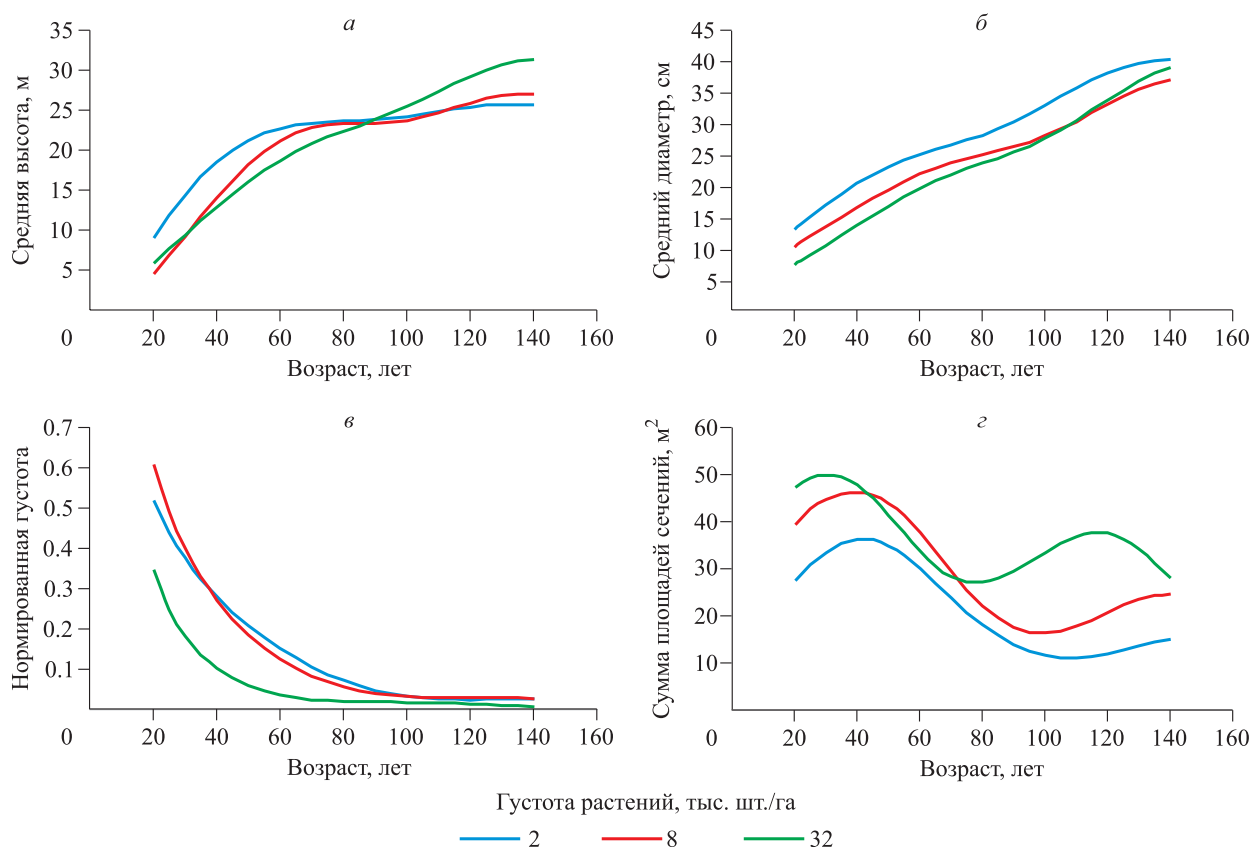 а
Средняя высота, м
35
30
25
20
15
10
5
0 20 40 60 80 100 120 140 160
Возраст, лет
б
Средний диаметр, см
45
40
35
30
25
20
15
10
5
0 20 40 60 80 100 120 140 160
Возраст, лет
в
Нормированная густота
0.7
0.6
0.5
0.4
0.3
0.2
0.1
0 20 40 60 80 100 120 140 160
Возраст, лет
г
Сумма площадей сечений, м²
60
50
40
30
20
10
0 20 40 60 80 100 120 140 160
Возраст, лет
Густота растений, тыс. шт./га
2 8 32